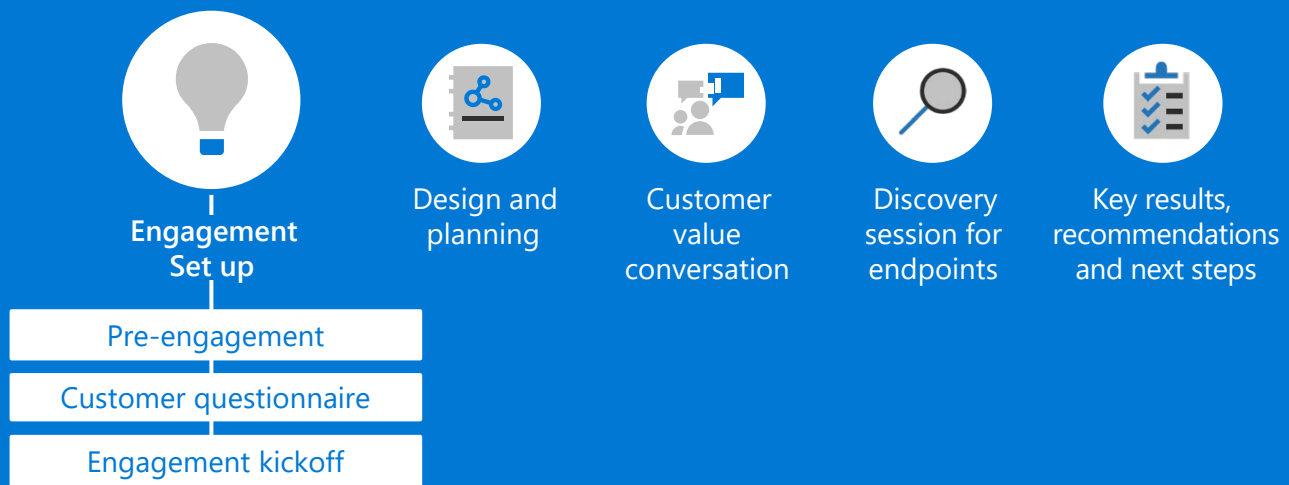 Engagement
Set up
Pre-engagement
Customer questionnaire
Engagement kickoff
Design and
planning
Customer
value
conversation
Discovery
session for
endpoints
Key results,
recommendations
and next steps